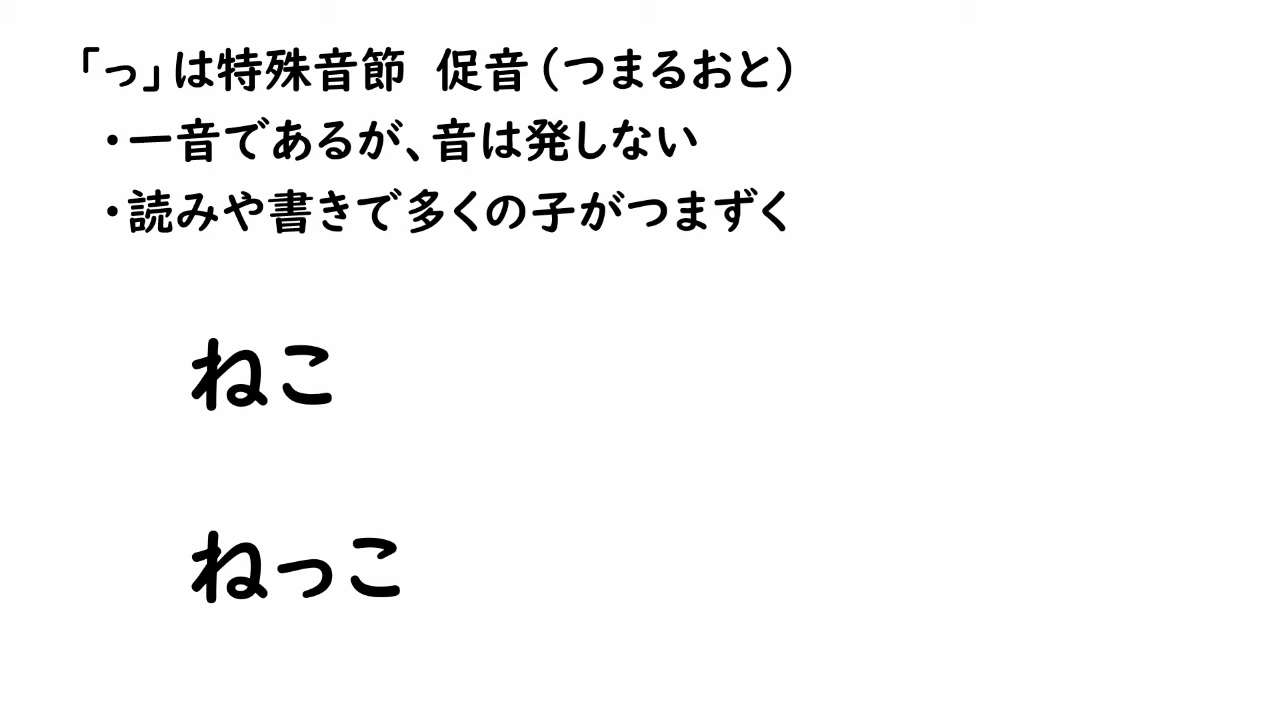 「っ」は特殊音節　促音（つまるおと）
・一音であるが、音は発しない
・読みや書きで多くの子がつまずく
ねこ
ねっこ